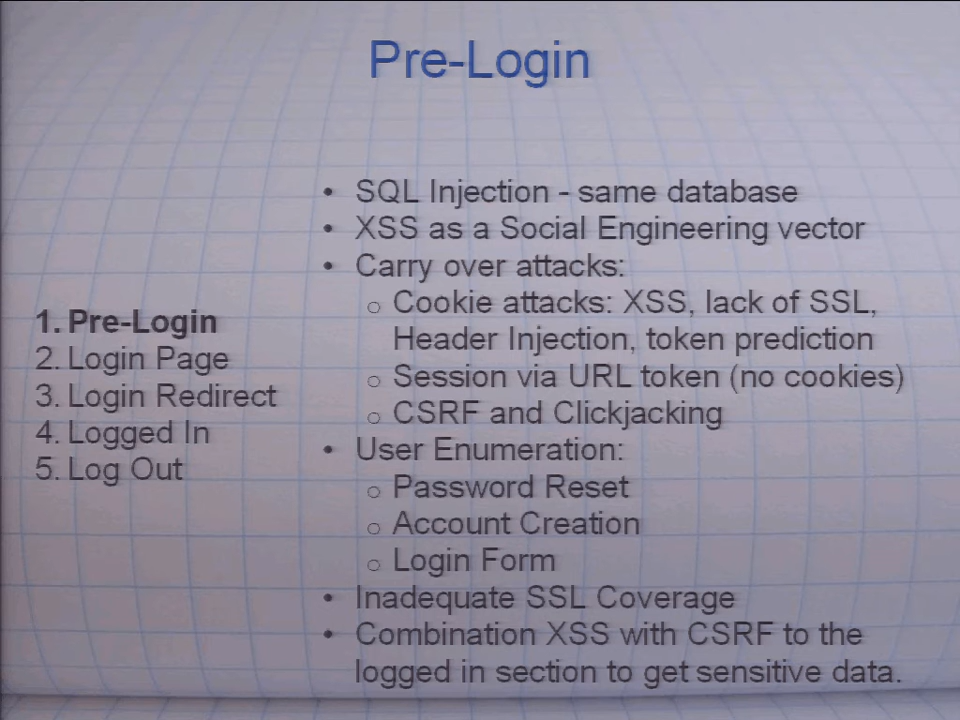 Pre-Login
1. Pre-Login
2. Login Page
3. Login Redirect
4. Logged In
5. Log Out
• SQL Injection - same database
• XSS as a Social Engineering vector
• Carry over attacks:
o Cookie attacks: XSS, lack of SSL,
Header Injection, token prediction
o Session via URL token (no cookies)
o CSRF and Clickjacking
• User Enumeration:
o Password Reset
o Account Creation
o Login Form
• Inadequate SSL Coverage
• Combination XSS with CSRF to the
logged in section to get sensitive data.